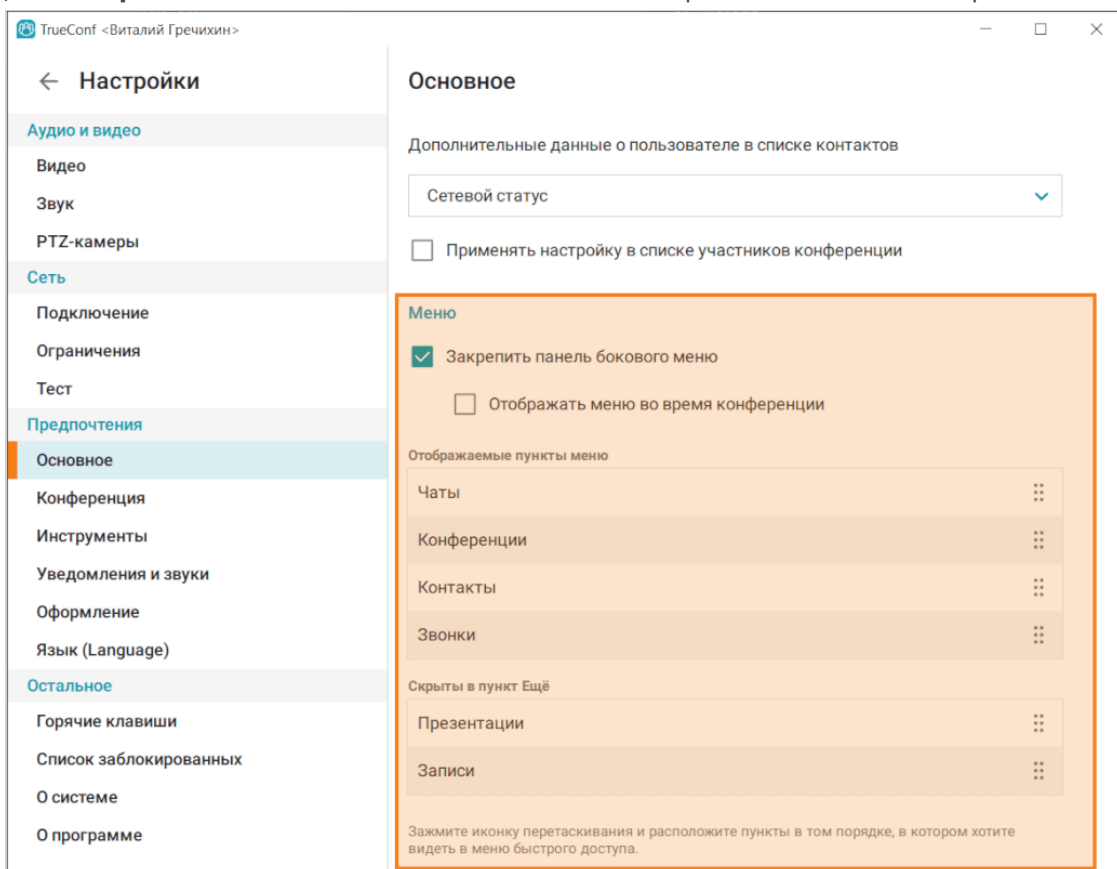 TrueConf <Виталий Гречихин>
Настройки
Аудио и видео
Видео
Звук
PTZ-камеры
Сеть
Подключение
Ограничения
Тест
Предпочтения
Основное
Конференция
Инструменты
Уведомления и звуки
Оформление
Язык (Language)
Остальное
Горячие клавиши
Список заблокированных
О системе
О программе
Основное
Дополнительные данные о пользователе в списке контактов
Сетевой статус
Применять настройку в списке участников конференции
Меню
Закрепить панель бокового меню
Отображать меню во время конференции
Отображаемые пункты меню
Чаты
Конференции
Контакты
Звонки
Скрыты в пункт Ещё
Презентации
Записи
Зажмите иконку перетаскивания и расположите пункты в том порядке, в котором хотите
видеть в меню быстрого доступа.